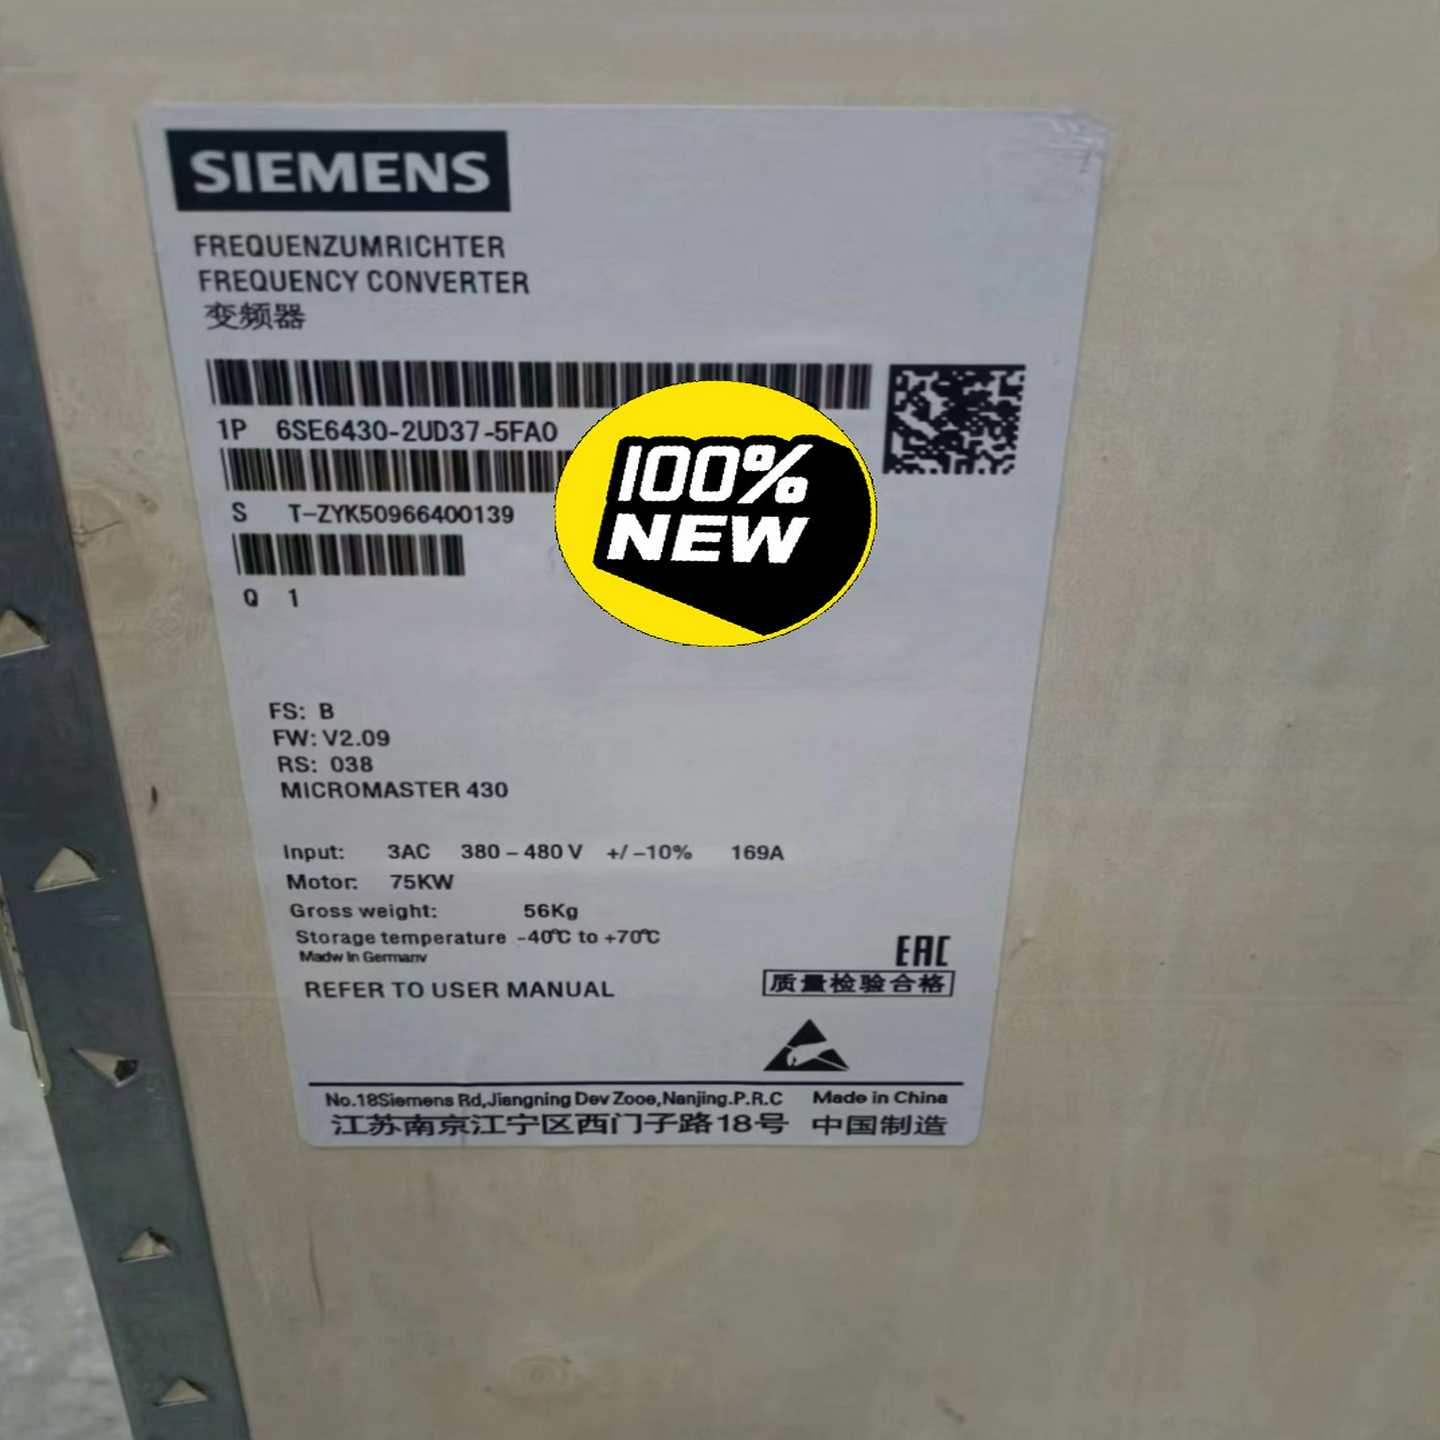 SIEMENS
FREQUENZUMRICHTER
FREQUENCY CONVERTER
变频器
1P 6SE6430-2UD37-5FA0
S T-ZYK50966400139
Q 1
100%
NEW
FS: B
FW: V2.09
RS: 038
MICROMASTER 430
Input: 3AC 380-480 V +/-10% 169A
Motor: 75KW
Gross weight: 56Kg
Storage temperature -40℃ to +70℃
Madw In Germanv
EAC
质量检验合格
REFER TO USER MANUAL
No.18Siemens Rd,Jiangning Dev Zooe,Nanjing.P.R.C Made in China
江苏南京江宁区西门子路18号 中国制造